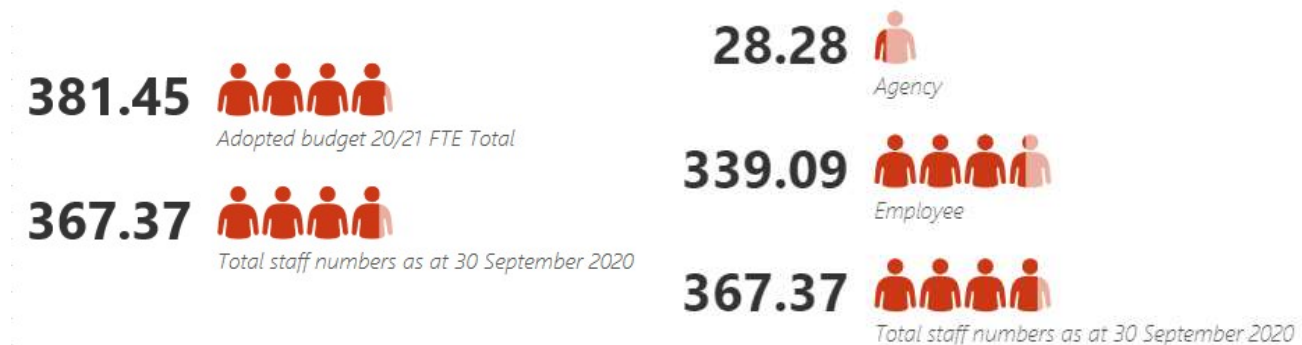 381.45
Adopted budget 20/21 FTE Total
367.37
Total staff numbers as at 30 September 2020
28.28
Agency
339.09
Employee
367.37
Total staff numbers as at 30 September 2020